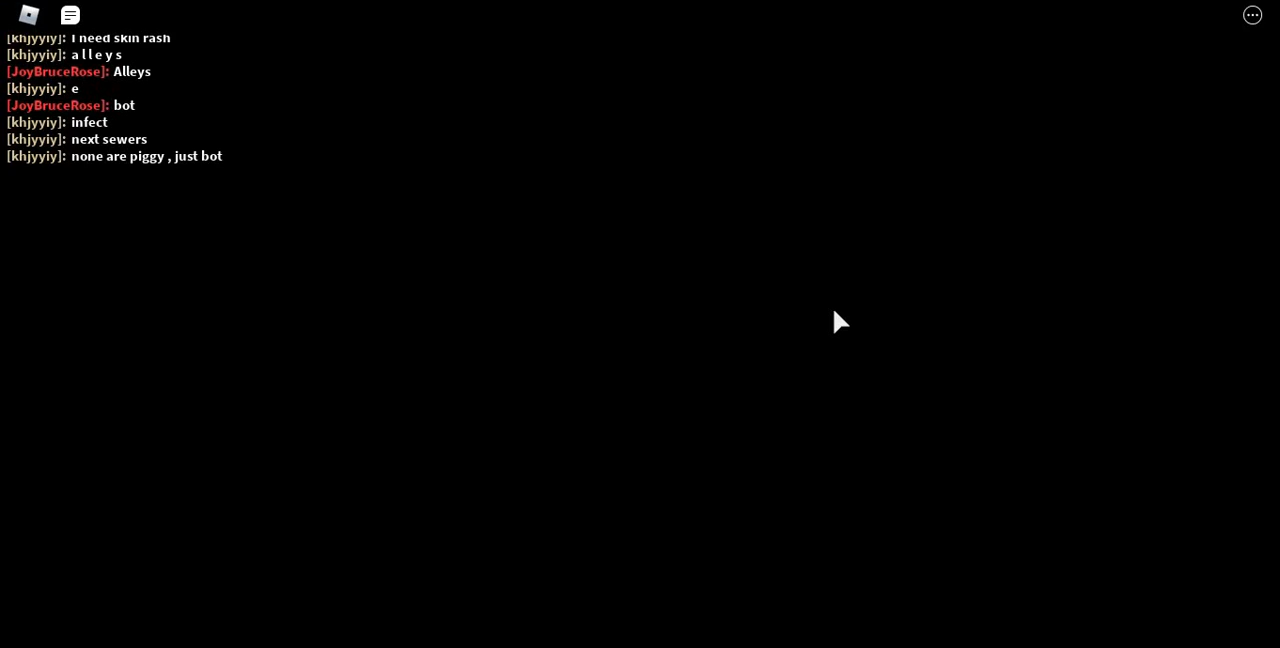 [khjyyiy]: I need skin rash
[khjyyiy]: a l l e y s
[JoyBruceRose]: Alleys
[khjyyiy]: e
[JoyBruceRose]: bot
[khjyyiy]: infect
[khjyyiy]: next sewers
[khjyyiy]: none are piggy , just bot